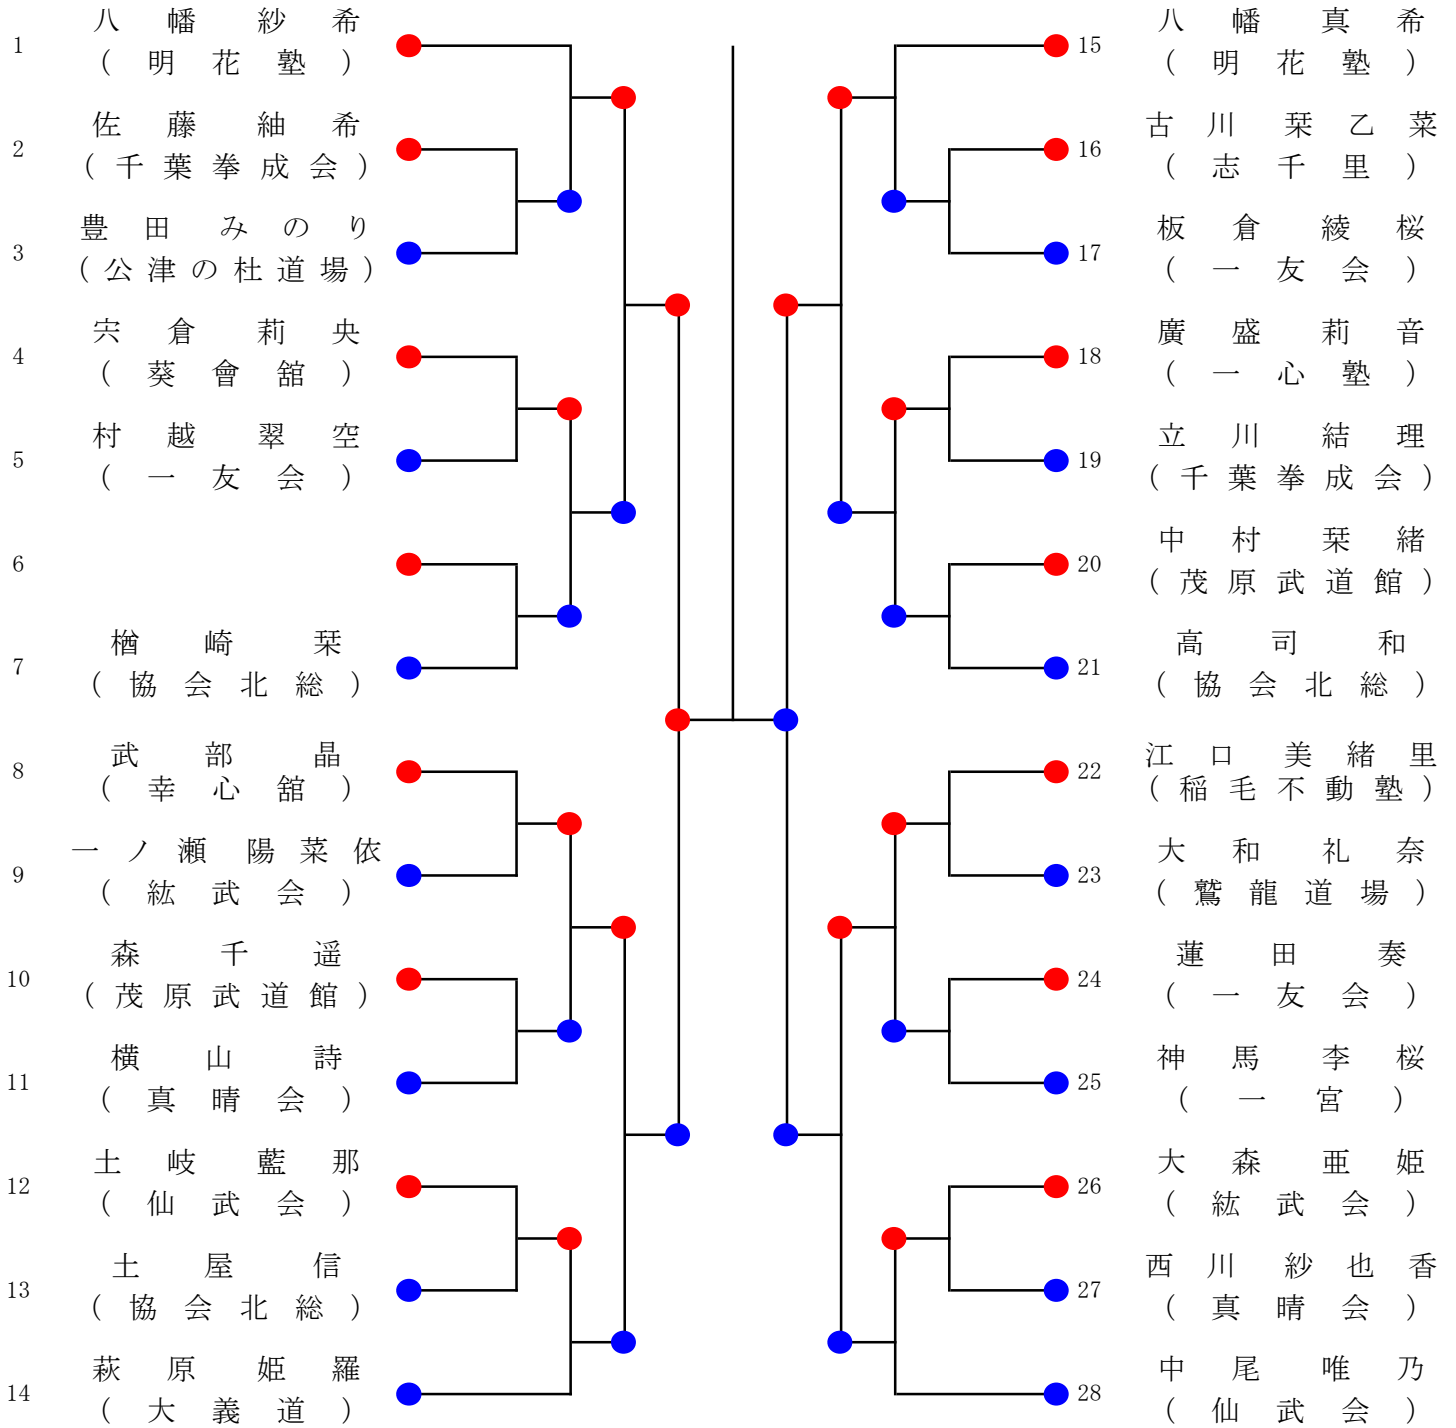 1 八幡 紗希
(明花塾)
2 佐藤 紬希
(千葉拳成会)
3 豊田 みのり
(公津の杜道場)
4 宍倉 莉央
(葵會舘)
5 村越 翠空
(一友会)
6
7 楢崎 栞
(協会北総)
8 武部 晶
(幸心舘)
9 一ノ瀬 陽菜依
(紘武会)
10 森 千遥
(茂原武道館)
11 横山 詩
(真晴会)
12 土岐 藍那
(仙武会)
13 土屋 信
(協会北総)
14 萩原 姫羅
(大義道)
15 八幡 真希
(明花塾)
16 古川 栞乙菜
(志千里)
17 板倉 綾桜
(一友会)
18 廣盛 莉音
(一心塾)
19 立川 結理
(千葉拳成会)
20 中村 栞緒
(茂原武道館)
21 高司 和
(協会北総)
22 江口 美緒里
(稲毛不動塾)
23 大和 礼奈
(鷲龍道場)
24 蓮田 奏
(一友会)
25 神馬 李桜
(一宮)
26 大森 亜姫
(紘武会)
27 西川 紗也香
(真晴会)
28 中尾 唯乃
(仙武会)